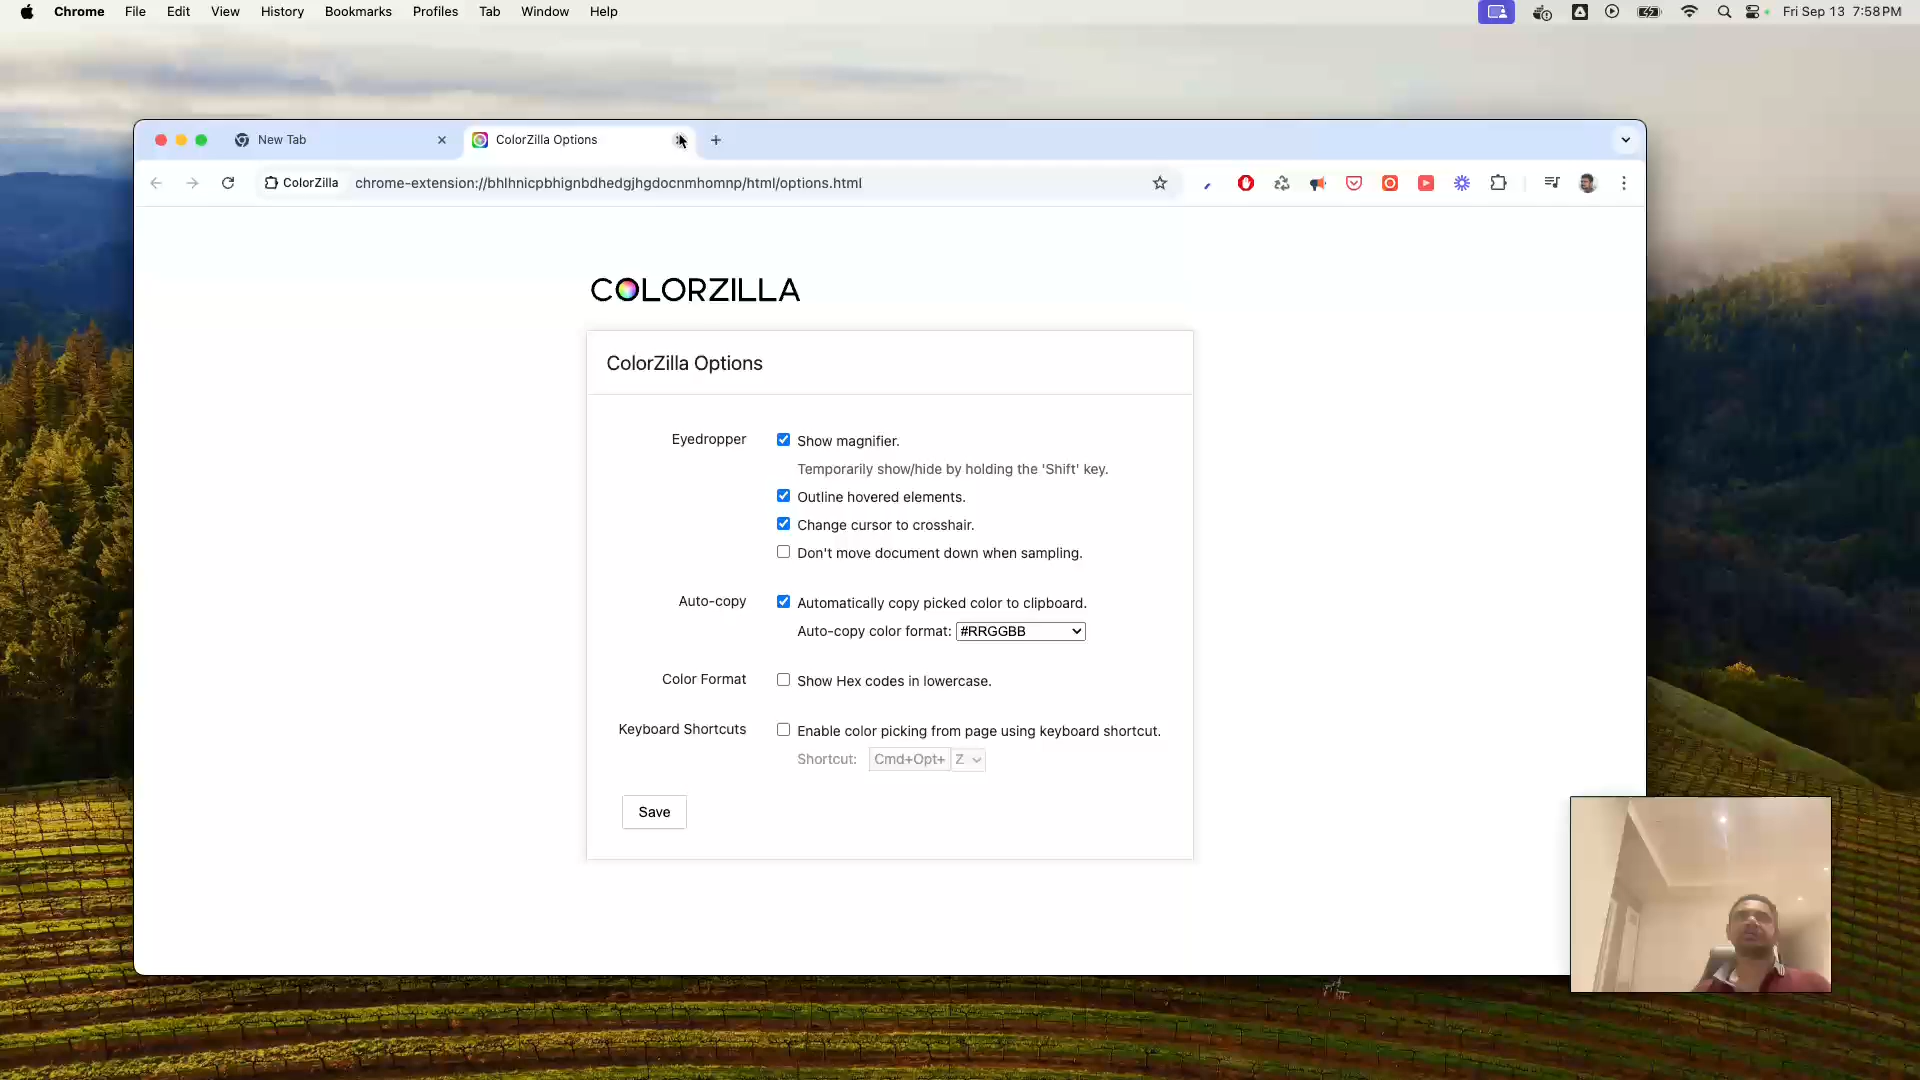 Chrome File Edit View History Bookmarks Profiles Tab Window Help Fri Sep 13 7:58 PM
New Tab ColorZilla Options
ColorZilla chrome-extension://bhlhnicpbhignbdhedgjhgdocnmhomnp/html/options.html
COLORZILLA
ColorZilla Options
Eyedropper Show magnifier.
Temporarily show/hide by holding the 'Shift' key.
Outline hovered elements.
Change cursor to crosshair.
Don't move document down when sampling.
Auto-copy Automatically copy picked color to clipboard.
Auto-copy color format: #RRGGBB
Color Format Show Hex codes in lowercase.
Keyboard Shortcuts Enable color picking from page using keyboard shortcut.
Shortcut: Cmd+Opt+ Z
Save